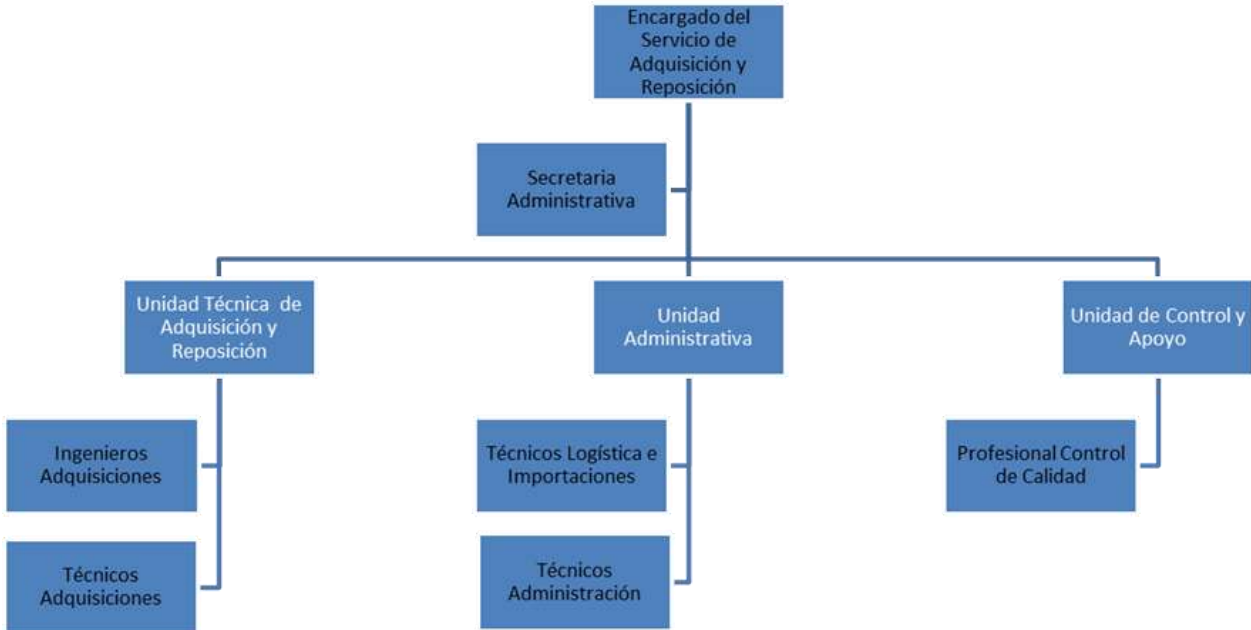 Encargado del
Servicio de
Adquisición y
Reposición
Secretaria
Administrativa
Unidad Técnica de
Adquisición y
Reposición
Unidad
Administrativa
Unidad de Control y
Apoyo
Ingenieros
Adquisiciones
Técnicos Logística e
Importaciones
Profesional Control
de Calidad
Técnicos
Adquisiciones
Técnicos
Administración